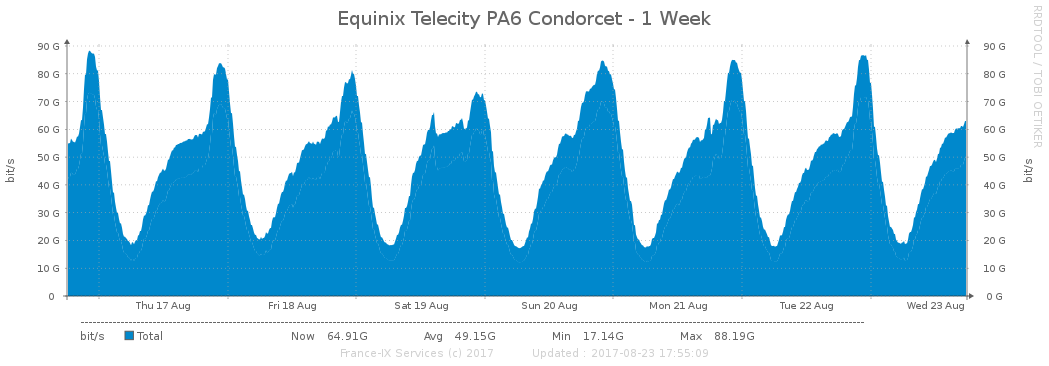 Equinix Telecity PA6 Condorcet - 1 Week
RRDTOOL / TOBI OETIKER
bit/s
90 G 90 G
80 G 80 G
70 G 70 G
60 G 60 G
50 G 50 G
40 G 40 G
30 G 30 G
20 G 20 G
10 G 10 G
0 0 G
bit/s
Thu 17 Aug Fri 18 Aug Sat 19 Aug Sun 20 Aug Mon 21 Aug Tue 22 Aug Wed 23 Aug
bit/s Total Now 64.91G Avg 49.15G Min 17.14G Max 88.19G
France-IX Services (c) 2017 Updated : 2017-08-23 17:55:09